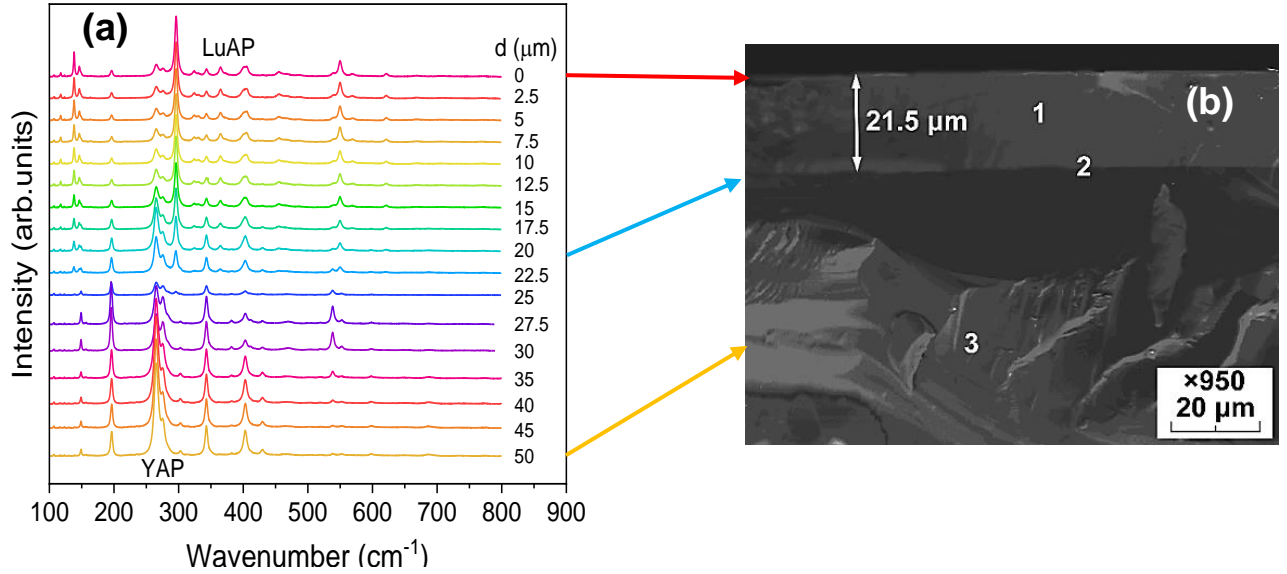 (a)
LuAP
d (μm)
0
2.5
5
7.5
10
12.5
15
17.5
20
22.5
25
27.5
30
35
40
45
50
YAP
Intensity (arb.units)
100 200 300 400 500 600 700 800 900
Wavenumber (cm⁻¹)
(b)
21.5 μm
1
2
3
×950
20 μm